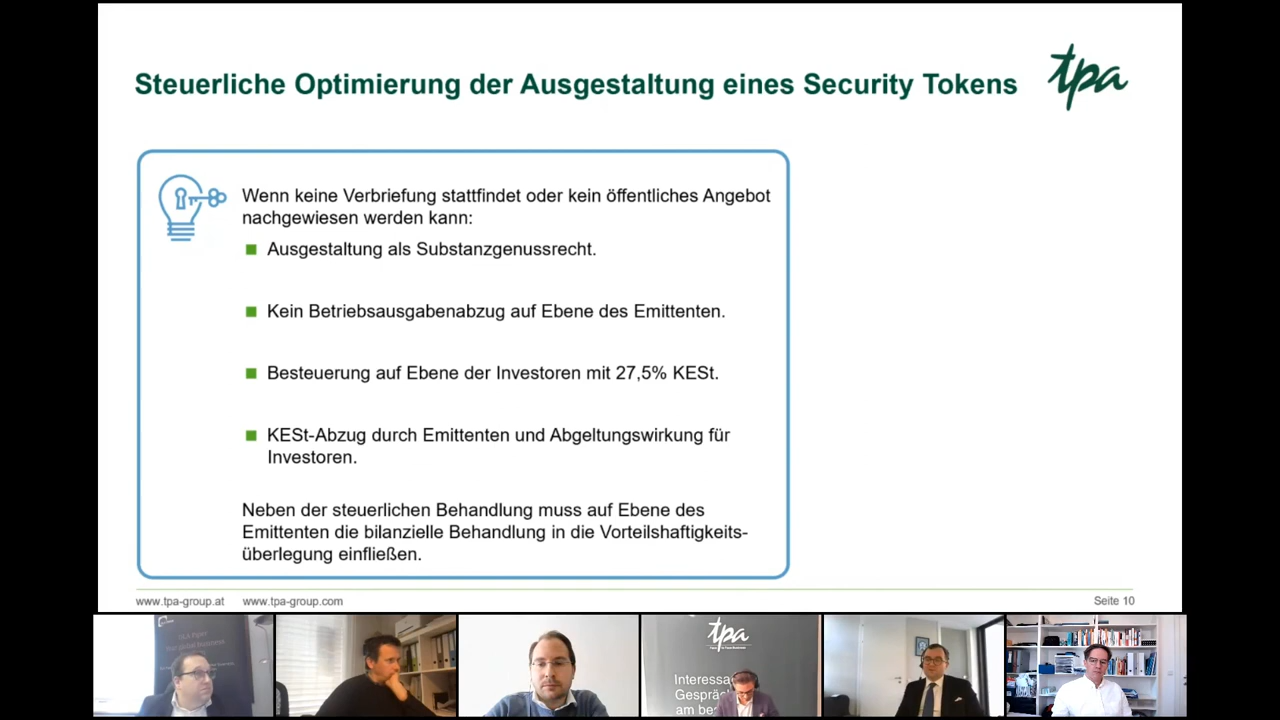 Steuerliche Optimierung der Ausgestaltung eines Security Tokens
tpa
Wenn keine Verbriefung stattfindet oder kein öffentliches Angebot
nachgewiesen werden kann:
Ausgestaltung als Substanzgenussrecht.
Kein Betriebsausgabenabzug auf Ebene des Emittenten.
Besteuerung auf Ebene der Investoren mit 27,5% KESt.
KESt-Abzug durch Emittenten und Abgeltungswirkung für
Investoren.
Neben der steuerlichen Behandlung muss auf Ebene des
Emittenten die bilanzielle Behandlung in die Vorteilshaftigkeits-
überlegung einfließen.
www.tpa-group.at www.tpa-group.com
Seite 10
DLA Piper
tpa
Interessa
Gespräc
am be